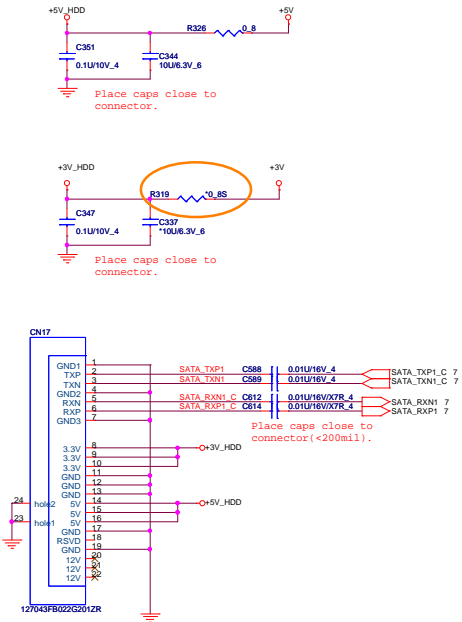 +5V_HDD
+5V
R326
0_8
C351
0.1U/10V_4
C344
10U/6.3V_6
Place caps close to
connector.
+3V_HDD
+3V
R319
*0_8S
C347
0.1U/10V_4
C337
*10U/6.3V_6
Place caps close to
connector.
CN17
GND1 1
TXP 2
TXN 3
GND2 4
RXN 5
RXP 6
GND3 7
3.3V 8
3.3V 9
3.3V 10
GND 11
GND 12
GND 13
5V 14
5V 15
5V 16
GND 17
RSVD 18
GND 19
12V 20
12V 21
12V 22
24 hole2
23 hole1
127043FB022G201ZR
SATA_TXP1 C588 0.01U/16V_4 SATA_TXP1_C 7
SATA_TXN1 C589 0.01U/16V_4 SATA_TXN1_C 7
SATA_RXN1_C C612 0.01U/16V/X7R_4 SATA_RXN1 7
SATA_RXP1_C C614 0.01U/16V/X7R_4 SATA_RXP1 7
Place caps close to
connector(<200mil).
+3V_HDD
+5V_HDD